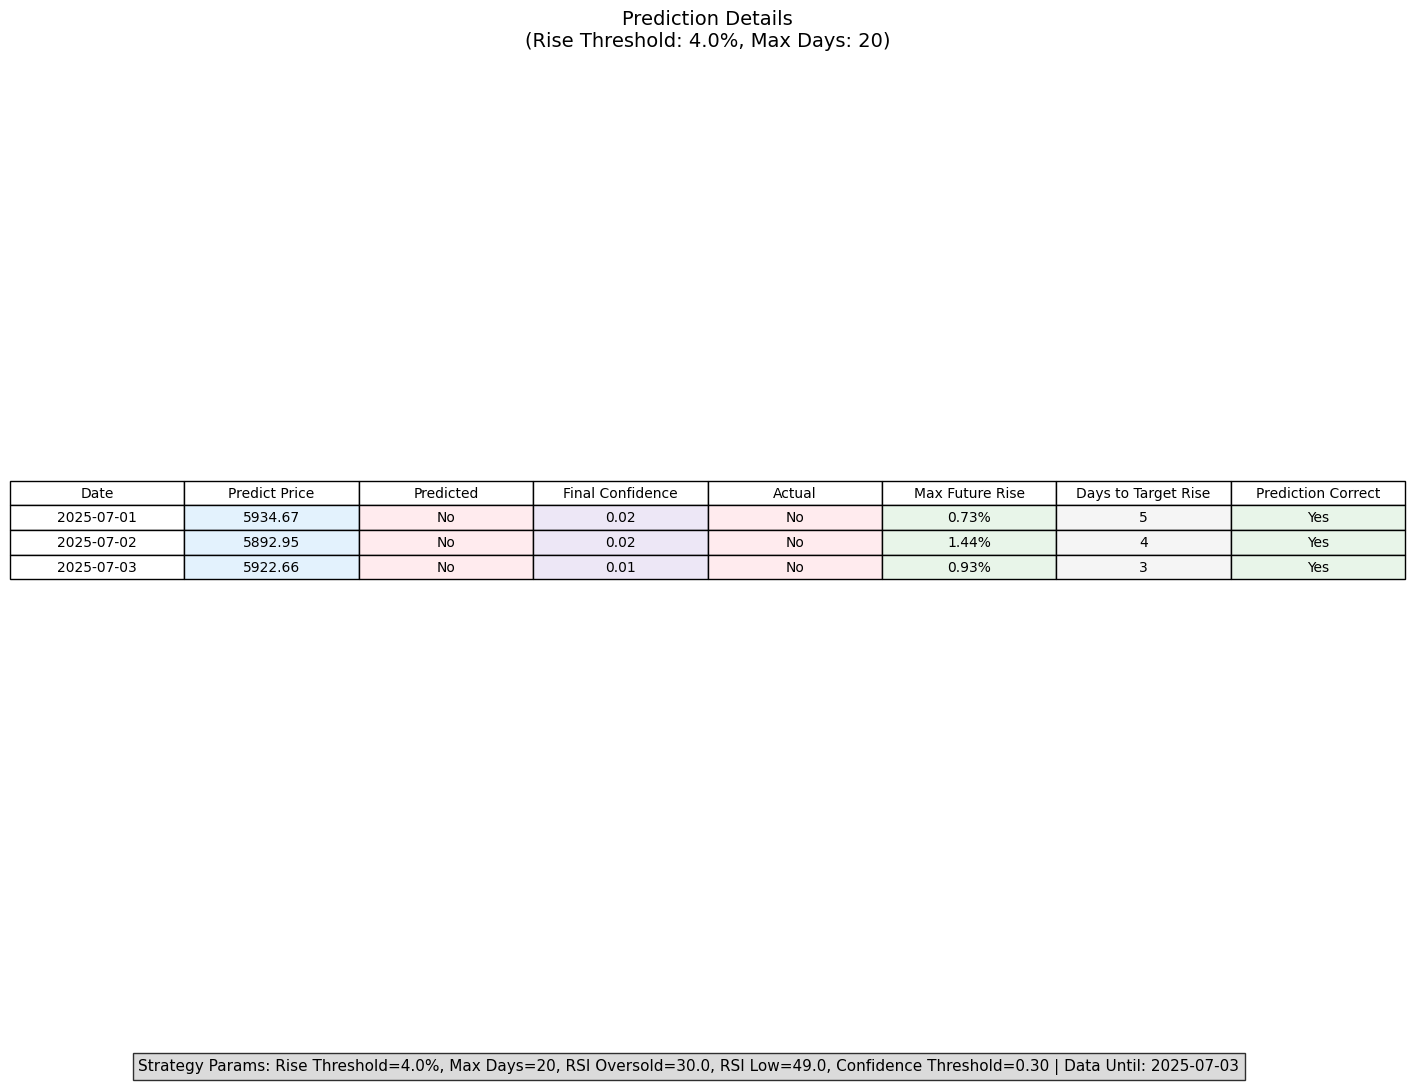 Prediction Details
(Rise Threshold: 4.0%, Max Days: 20)
Date Predict Price Predicted Final Confidence Actual Max Future Rise Days to Target Rise Prediction Correct
2025-07-01 5934.67 No 0.02 No 0.73% 5 Yes
2025-07-02 5892.95 No 0.02 No 1.44% 4 Yes
2025-07-03 5922.66 No 0.01 No 0.93% 3 Yes
Strategy Params: Rise Threshold=4.0%, Max Days=20, RSI Oversold=30.0, RSI Low=49.0, Confidence Threshold=0.30 | Data Until: 2025-07-03